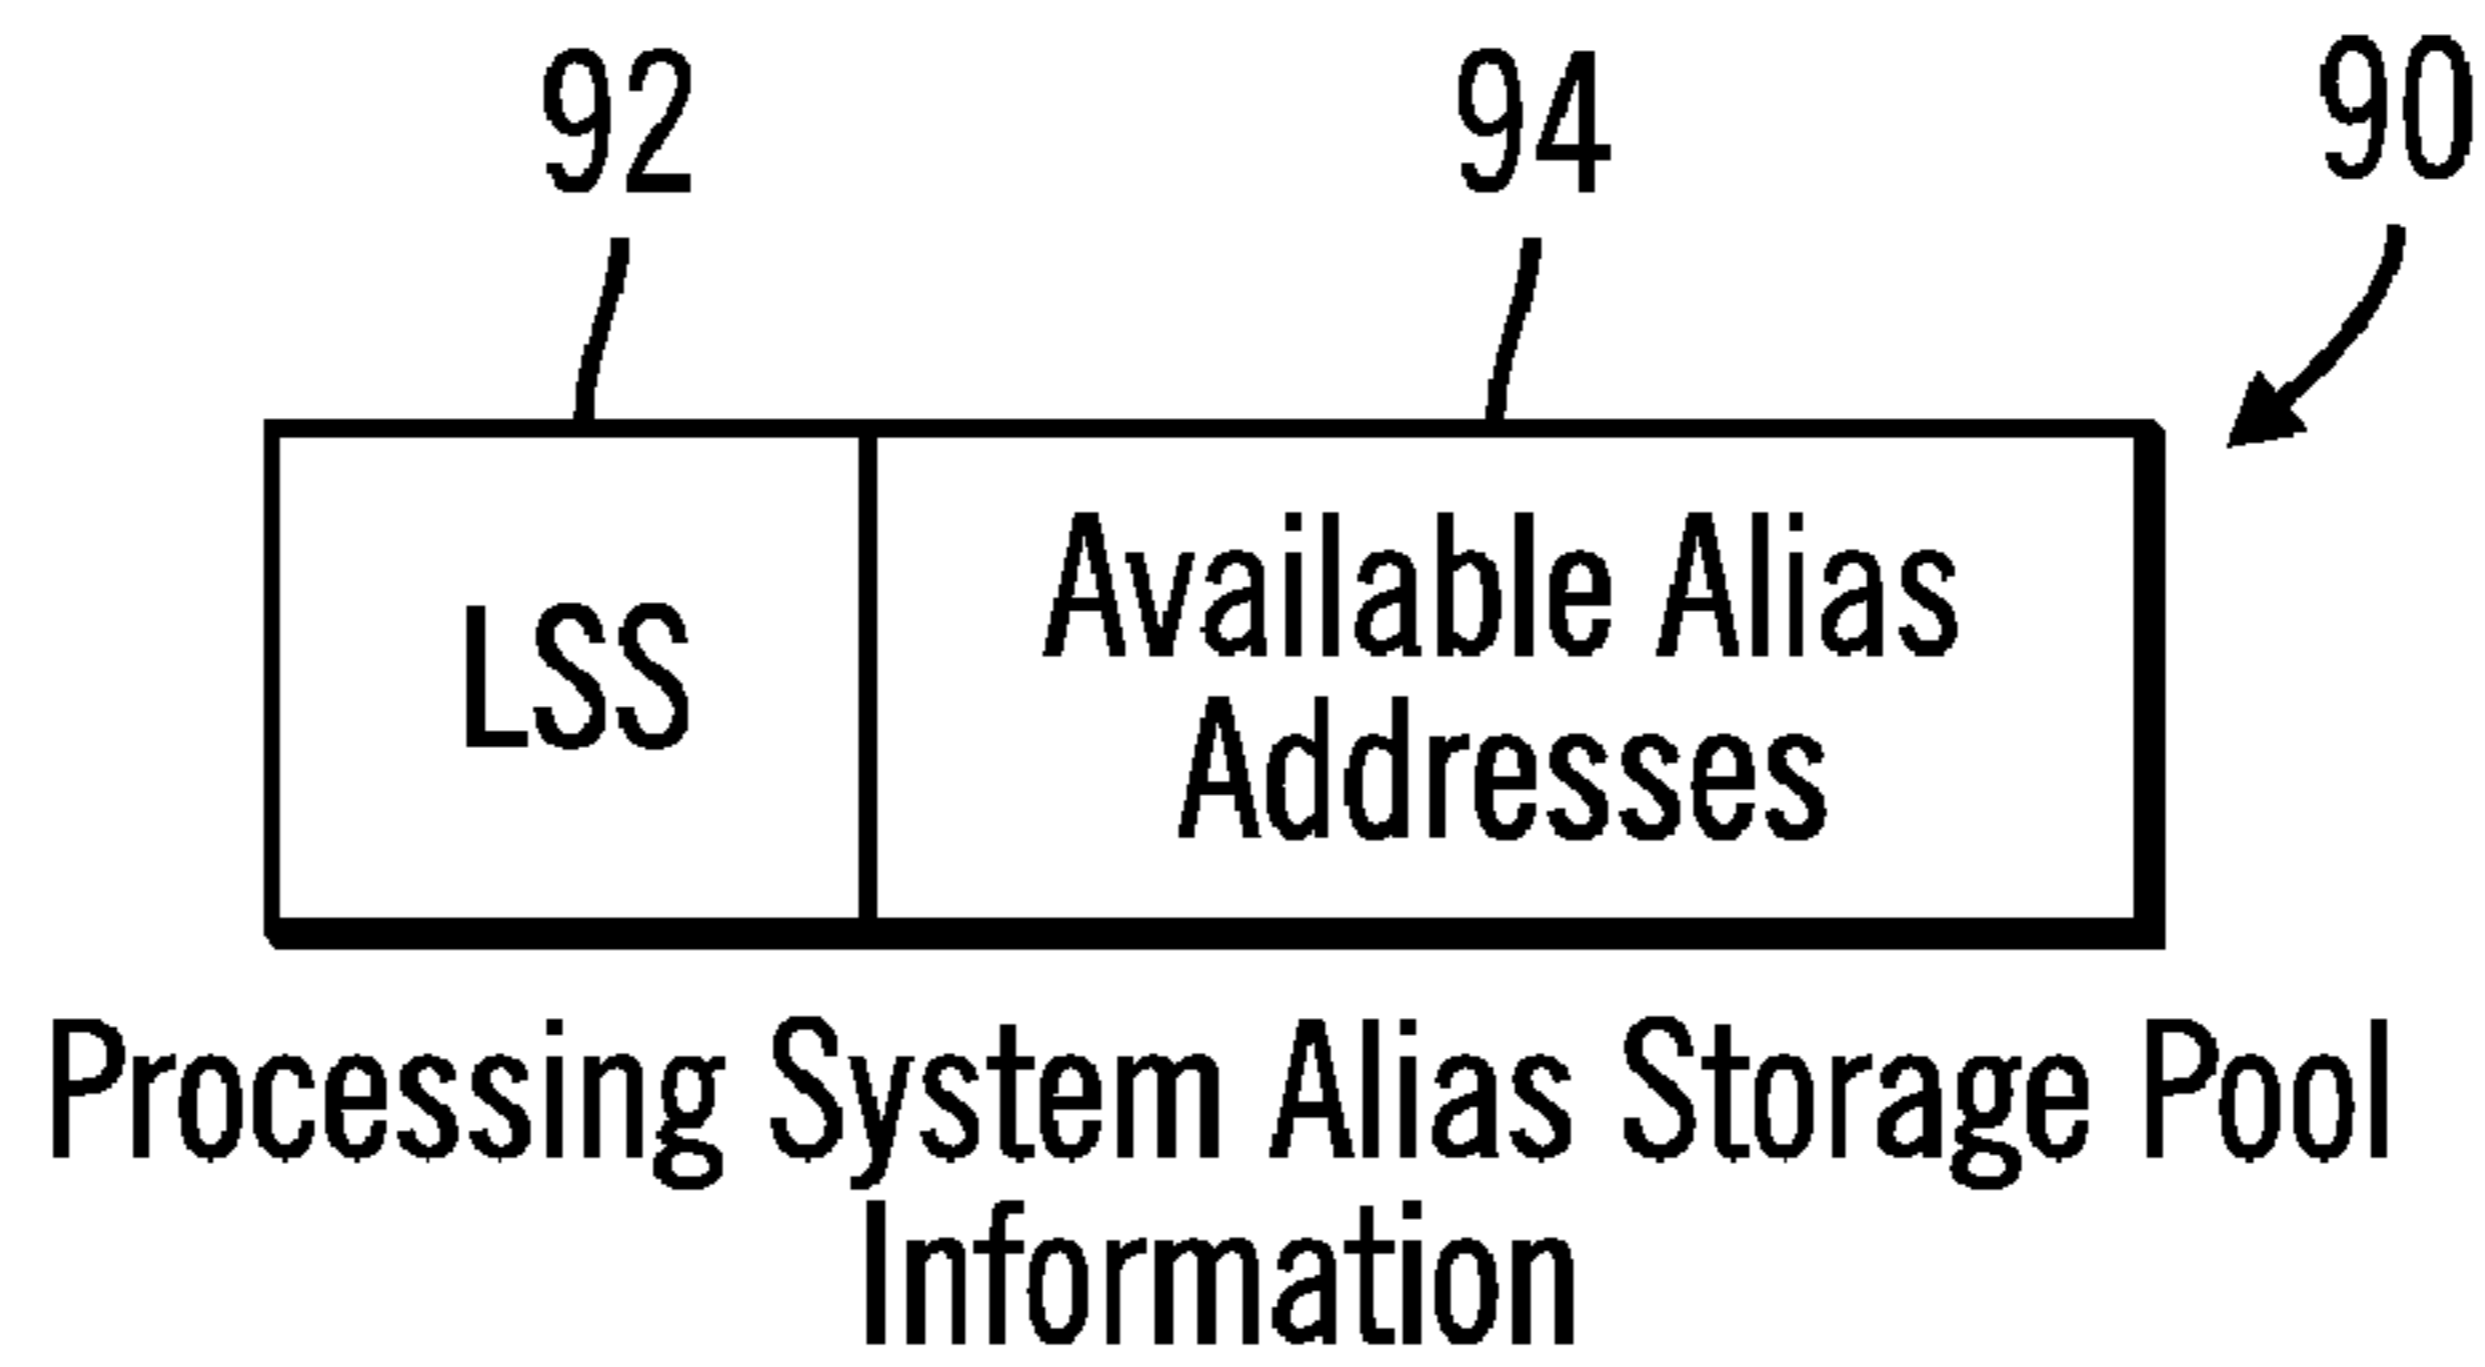 92 94 90
LSS
Available Alias
Addresses
Processing System Alias Storage Pool
Information